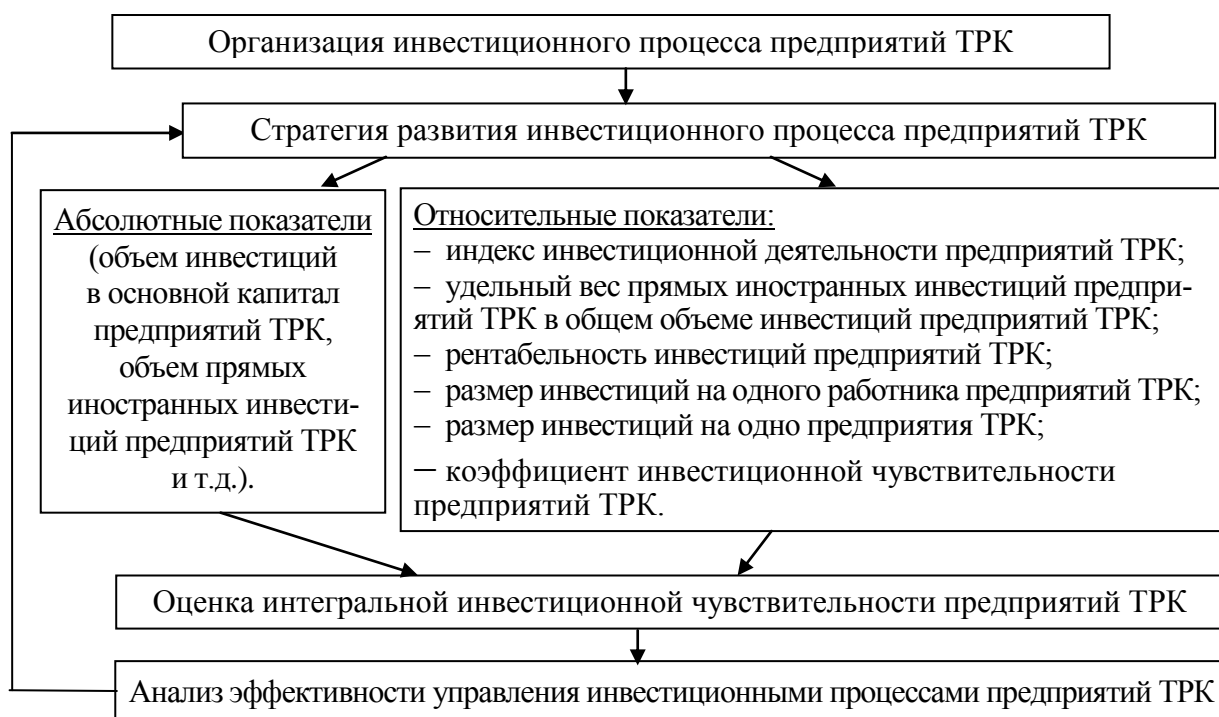 Организация инвестиционного процесса предприятий ТРК
Стратегия развития инвестиционного процесса предприятий ТРК
Абсолютные показатели
(объем инвестиций
в основной капитал
предприятий ТРК,
объем прямых
иностранных инвести-
ций предприятий ТРК
и т.д.).
Относительные показатели:
– индекс инвестиционной деятельности предприятий ТРК;
– удельный вес прямых иностранных инвестиций предпри-
ятий ТРК в общем объеме инвестиций предприятий ТРК;
– рентабельность инвестиций предприятий ТРК;
– размер инвестиций на одного работника предприятий ТРК;
– размер инвестиций на одно предприятия ТРК;
– коэффициент инвестиционной чувствительности
предприятий ТРК.
Оценка интегральной инвестиционной чувствительности предприятий ТРК
Анализ эффективности управления инвестиционными процессами предприятий ТРК